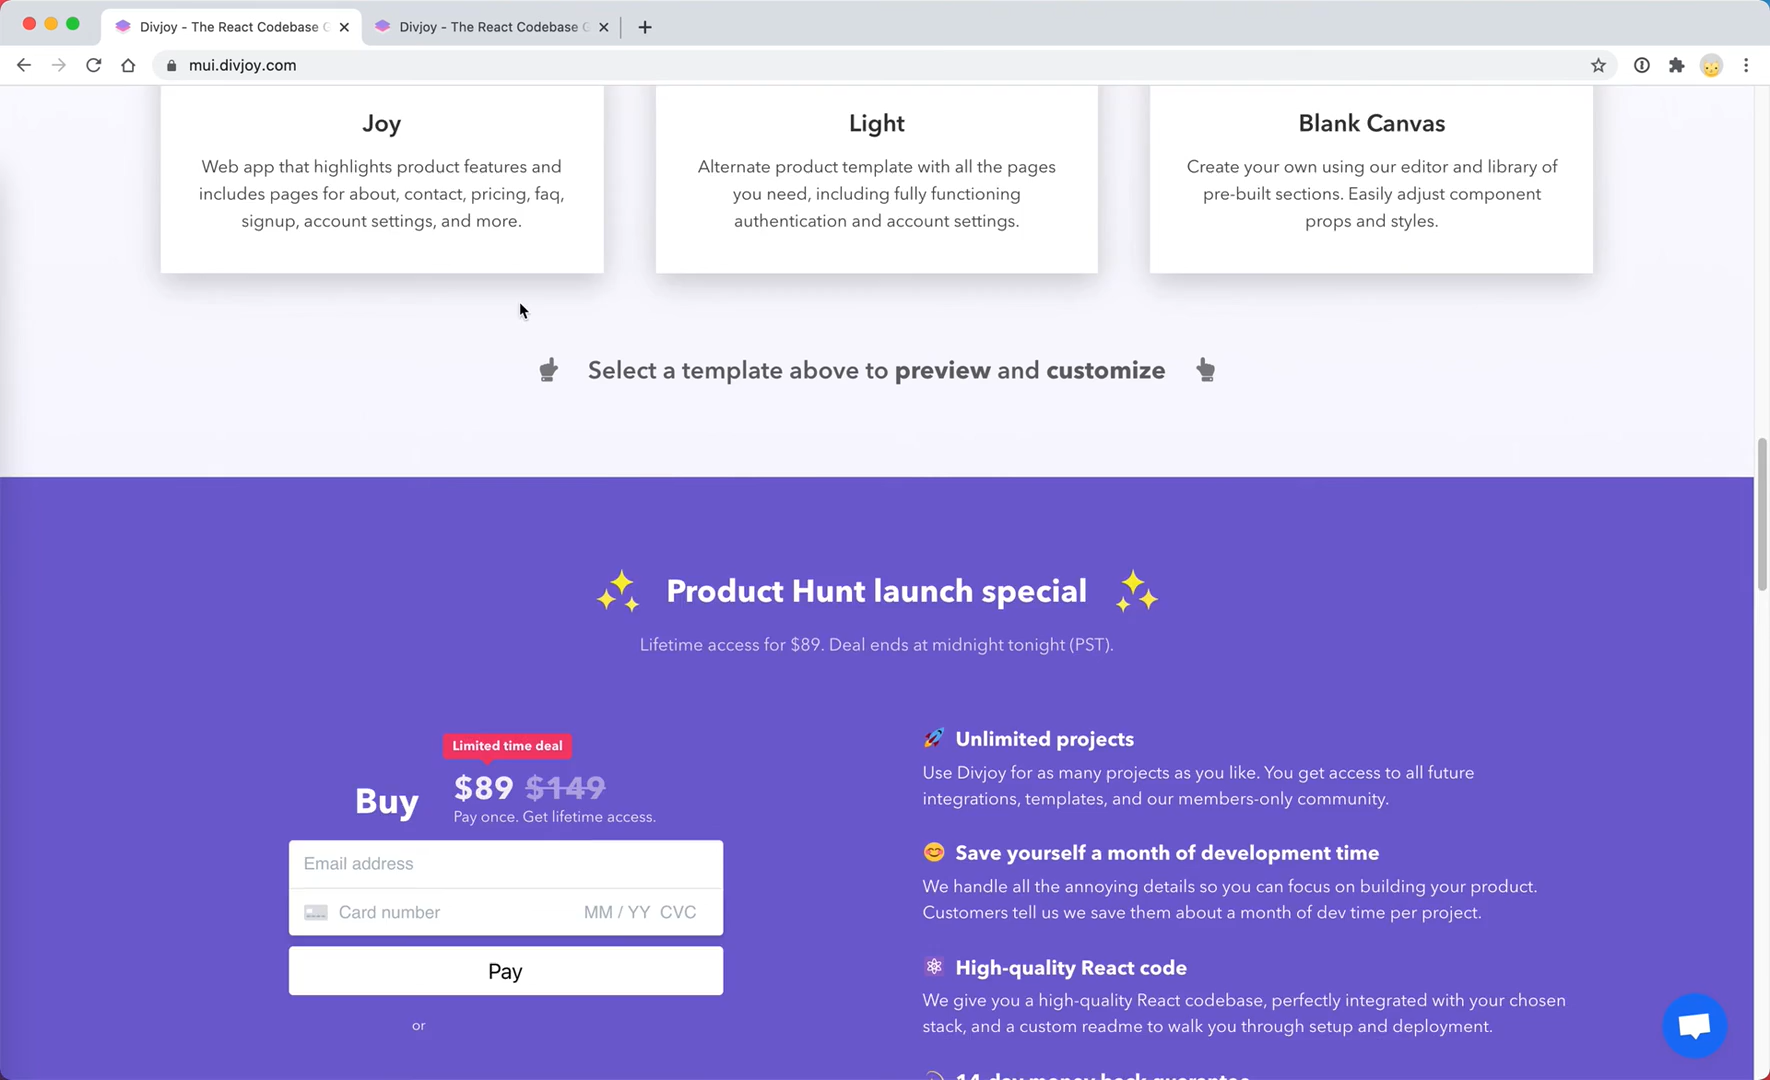 Divjoy - The React Codebase G
Divjoy - The React Codebase G
mui.divjoy.com
Joy
Web app that highlights product features and
includes pages for about, contact, pricing, faq,
signup, account settings, and more.
Light
Alternate product template with all the pages
you need, including fully functioning
authentication and account settings.
Blank Canvas
Create your own using our editor and library of
pre-built sections. Easily adjust component
props and styles.
Select a template above to preview and customize
Product Hunt launch special
Lifetime access for $89. Deal ends at midnight tonight (PST).
Limited time deal
Buy
$89 $149
Pay once. Get lifetime access.
Email address
Card number MM / YY CVC
Pay
or
🚀 Unlimited projects
Use Divjoy for as many projects as you like. You get access to all future
integrations, templates, and our members-only community.
😊 Save yourself a month of development time
We handle all the annoying details so you can focus on building your product.
Customers tell us we save them about a month of dev time per project.
⚛ High-quality React code
We give you a high-quality React codebase, perfectly integrated with your chosen
stack, and a custom readme to walk you through setup and deployment.
14-day money back guarantee